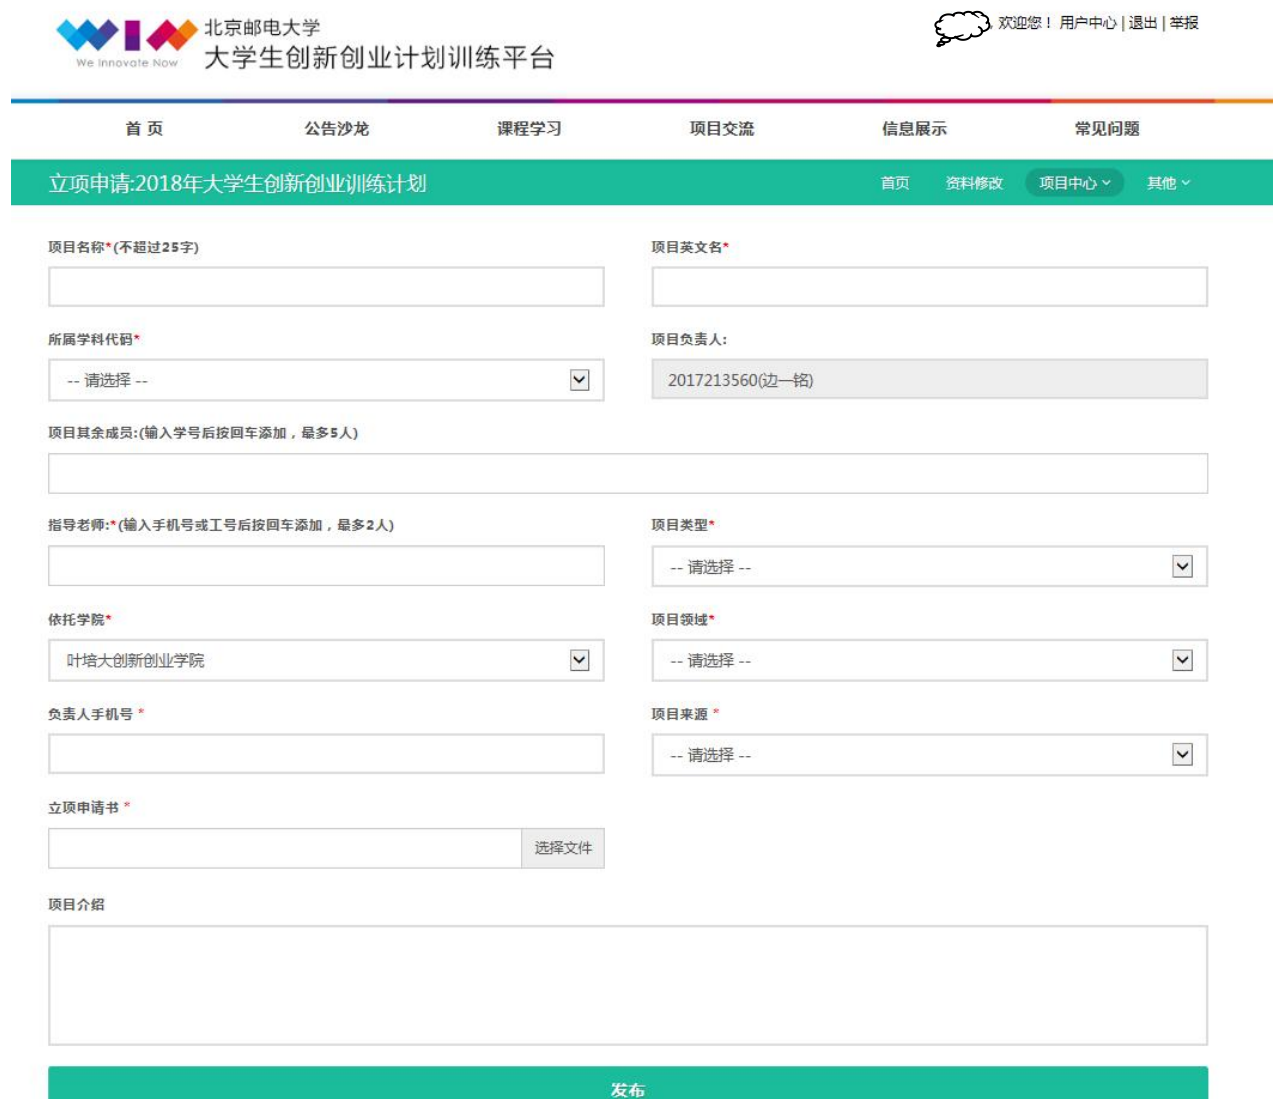 We Innovate Now
北京邮电大学
大学生创新创业计划训练平台
, 欢迎您！ 用户中心 | 退出 | 举报
首 页 公告沙龙 课程学习 项目交流 信息展示 常见问题
立项申请:2018年大学生创新创业训练计划 首页 资料修改 项目中心 其他
项目名称*(不超过25字) 项目英文名*
所属学科代码* 项目负责人:
-- 请选择 -- 2017213560(边一铭)
项目其余成员:(输入学号后按回车添加，最多5人)
指导老师:*(输入手机号或工号后按回车添加，最多2人) 项目类型*
-- 请选择 --
依托学院* 项目领域*
叶培大创新创业学院 -- 请选择 --
负责人手机号 * 项目来源 *
-- 请选择 --
立项申请书 *
选择文件
项目介绍
发布